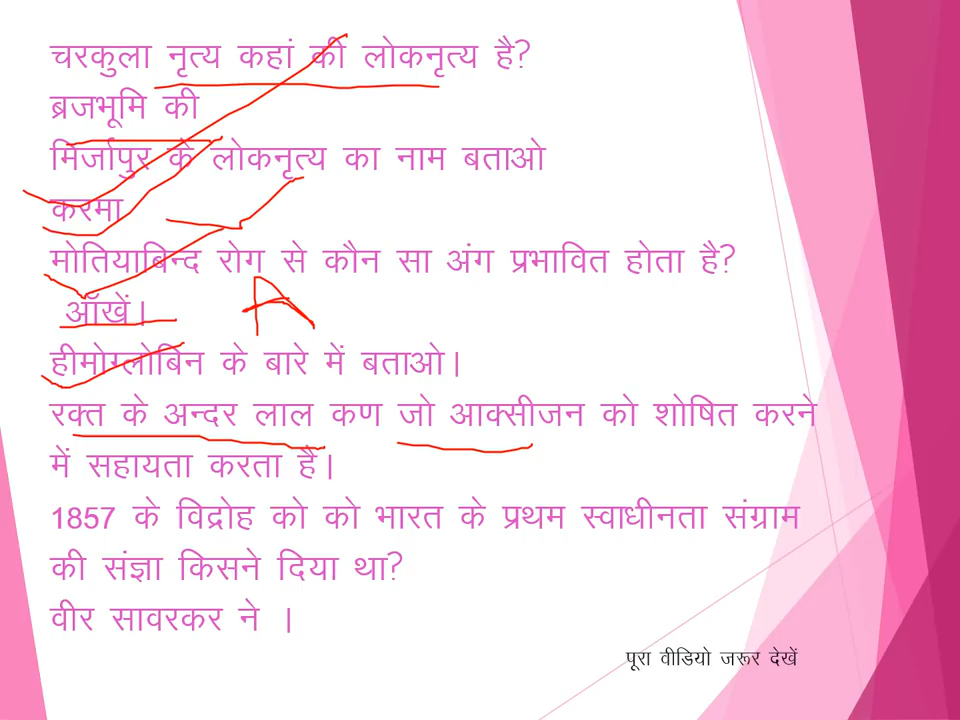 चरकुला नृत्य कहां की लोकनृत्य है?
ब्रजभूमि की
मिर्जापुर के लोकनृत्य का नाम बताओ
करमा
मोतियाबिन्द रोग से कौन सा अंग प्रभावित होता है?
आँखें।
हीमोग्लोबिन के बारे में बताओ।
रक्त के अन्दर लाल कण जो आक्सीजन को शोषित करने
में सहायता करता है।
1857 के विद्रोह को को भारत के प्रथम स्वाधीनता संग्राम
की संज्ञा किसने दिया था?
वीर सावरकर ने ।
पूरा वीडियो जरूर देखें